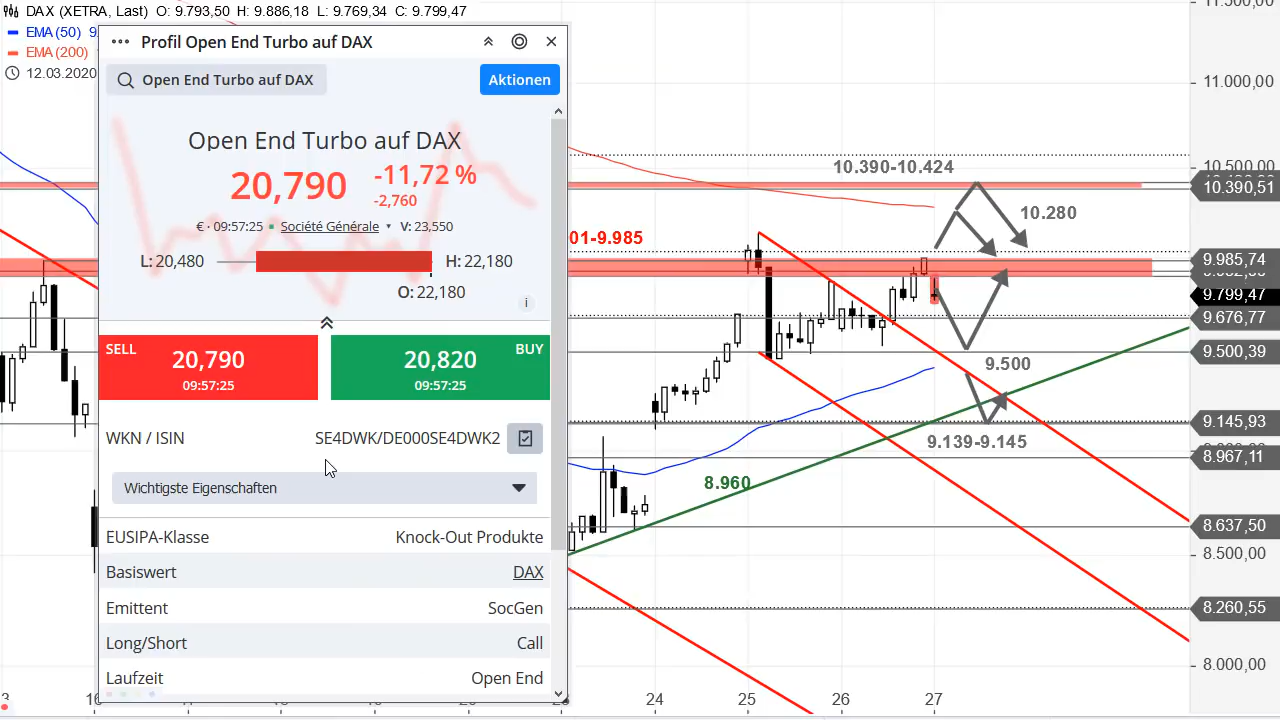 DAX (XETRA, Last) O: 9.793,50 H: 9.886,18 L: 9.769,34 C: 9.799,47
EMA (50) 9
EMA (200)
12.03.2020
Profil Open End Turbo auf DAX
Open End Turbo auf DAX
Aktionen
Open End Turbo auf DAX
20,790
-11,72 %
-2,760
€ · 09:57:25 Société Générale V: 23,550
L: 20,480
H: 22,180
O: 22,180
SELL 20,790
09:57:25
20,820 BUY
09:57:25
WKN / ISIN SE4DWK/DE000SE4DWK2
Wichtigste Eigenschaften
EUSIPA-Klasse Knock-Out Produkte
Basiswert DAX
Emittent SocGen
Long/Short Call
Laufzeit Open End
10.390-10.424
10.280
01-9.985
9.500
9.139-9.145
8.960
11.000,00
10.500,00
10.390,51
9.985,74
9.799,47
9.676,77
9.500,39
9.145,93
8.967,11
8.637,50
8.500,00
8.260,55
8.000,00
24 25 26 27